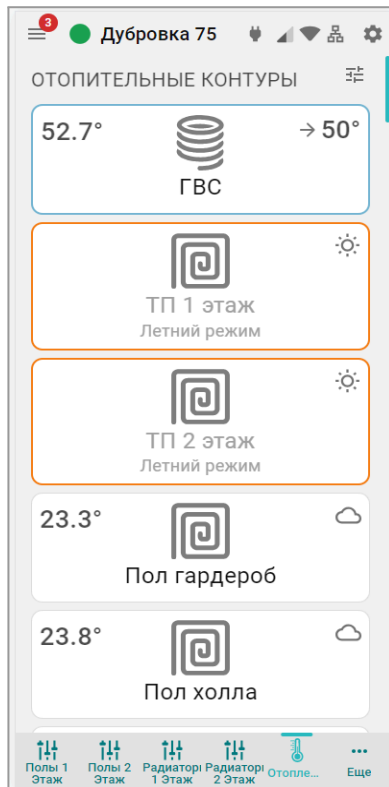 3
Дубровка 75
ОТОПИТЕЛЬНЫЕ КОНТУРЫ
52.7°
→ 50°
ГВС
ТП 1 этаж
Летний режим
ТП 2 этаж
Летний режим
23.3°
Пол гардероб
23.8°
Пол холла
Полы 1
Этаж
Полы 2
Этаж
Радиаторы
1 Этаж
Радиаторы
2 Этаж
Отопле...
Еще